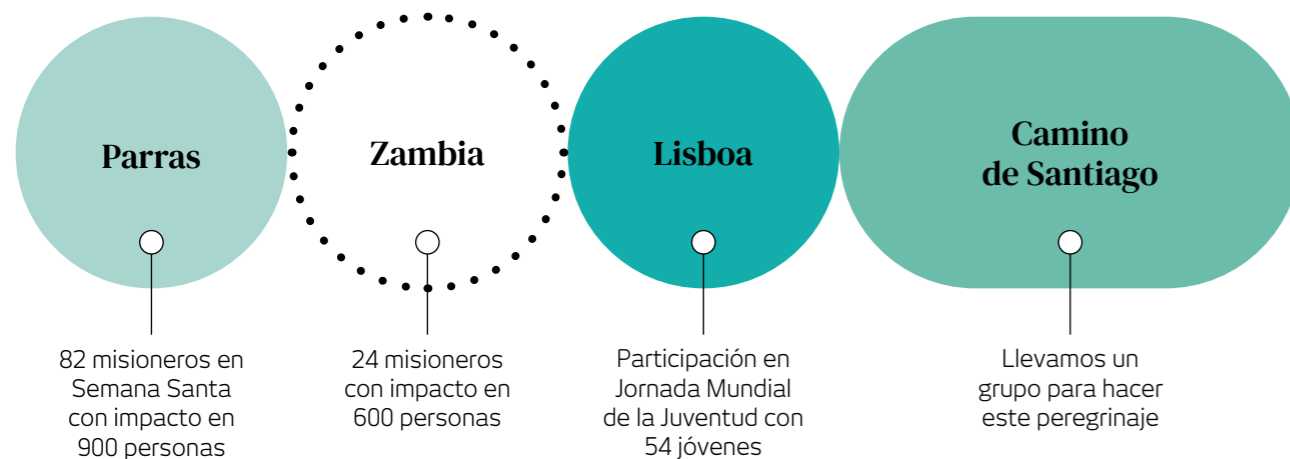 Parras
82 misioneros en
Semana Santa
con impacto en
900 personas
Zambia
24 misioneros
con impacto en
600 personas
Lisboa
Participación en
Jornada Mundial
de la Juventud con
54 jóvenes
Camino
de Santiago
Llevamos un
grupo para hacer
este peregrinaje